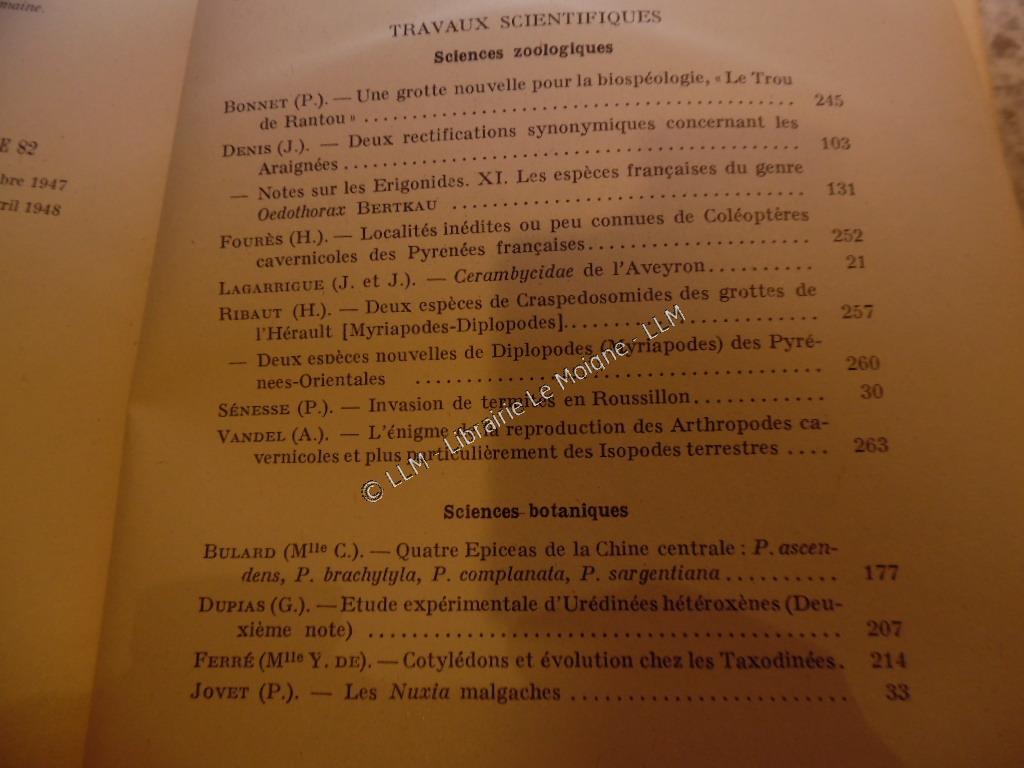 maine.
E 82
bre 1947
ril 1948
TRAVAUX SCIENTIFIQUES
Sciences zoologiques
BONNET (P.). — Une grotte nouvelle pour la biospéologie, « Le Trou
de Rantou » . . . . . . . . . . . . . . . . . . . . . . . . . . . . . . . . . . . . . . . . 245
DENIS (J.). — Deux rectifications synonymiques concernant les
Araignées . . . . . . . . . . . . . . . . . . . . . . . . . . . . . . . . . . . . . . . . 103
— Notes sur les Erigonides. XI. Les espèces françaises du genre
Oedothorax BERTKAU . . . . . . . . . . . . . . . . . . . . . . . . . . . . . . 131
FOURÈS (H.). — Localités inédites ou peu connues de Coléoptères
cavernicoles des Pyrenées françaises . . . . . . . . . . . . . . . . . . . 252
LAGARRIGUE (J. et J.). — Cerambycidae de l'Aveyron . . . . . . . . . . 21
RIBAUT (H.). — Deux espèces de Craspedosomides des grottes de
l'Hérault [Myriapodes-Diplopodes] . . . . . . . . . . . . . . . . . . . . . 257
— Deux espèces nouvelles de Diplopodes (Myriapodes) des Pyré-
nees-Orientales . . . . . . . . . . . . . . . . . . . . . . . . . . . . . . . . . . . 260
SÉNESSE (P.). — Invasion de termites en Roussillon . . . . . . . . . . . . 30
VANDEL (A.). — L'énigme de la reproduction des Arthropodes ca-
vernicoles et plus particulièrement des Isopodes terrestres . . . . 263
© LLM - Librairie Le Moigne - LLM
Sciences botaniques
BULARD (Mlle C.). — Quatre Epiceas de la Chine centrale : P. ascen-
dens, P. brachytyla, P. complanata, P. sargentiana . . . . . . . . . . 177
DUPIAS (G.). — Etude expérimentale d'Urédinées hétéroxènes (Deu-
xième note) . . . . . . . . . . . . . . . . . . . . . . . . . . . . . . . . . . . . . . . 207
FERRÉ (Mlle Y. DE). — Cotylédons et évolution chez les Taxodinées. 214
JOVET (P.). — Les Nuxia malgaches . . . . . . . . . . . . . . . . . . . . . . . 33